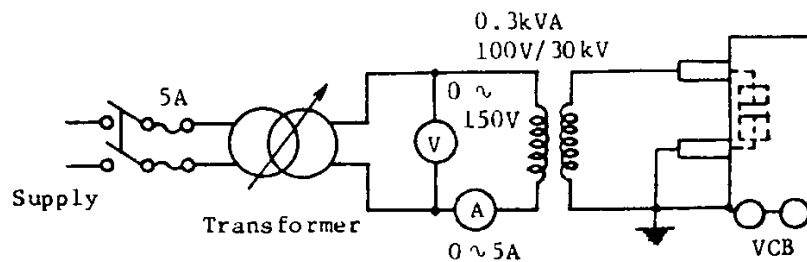 0.3kVA
100V/30kV
5A
0 ~
150V
V
A
Supply
Transformer
0 ~ 5A
VCB